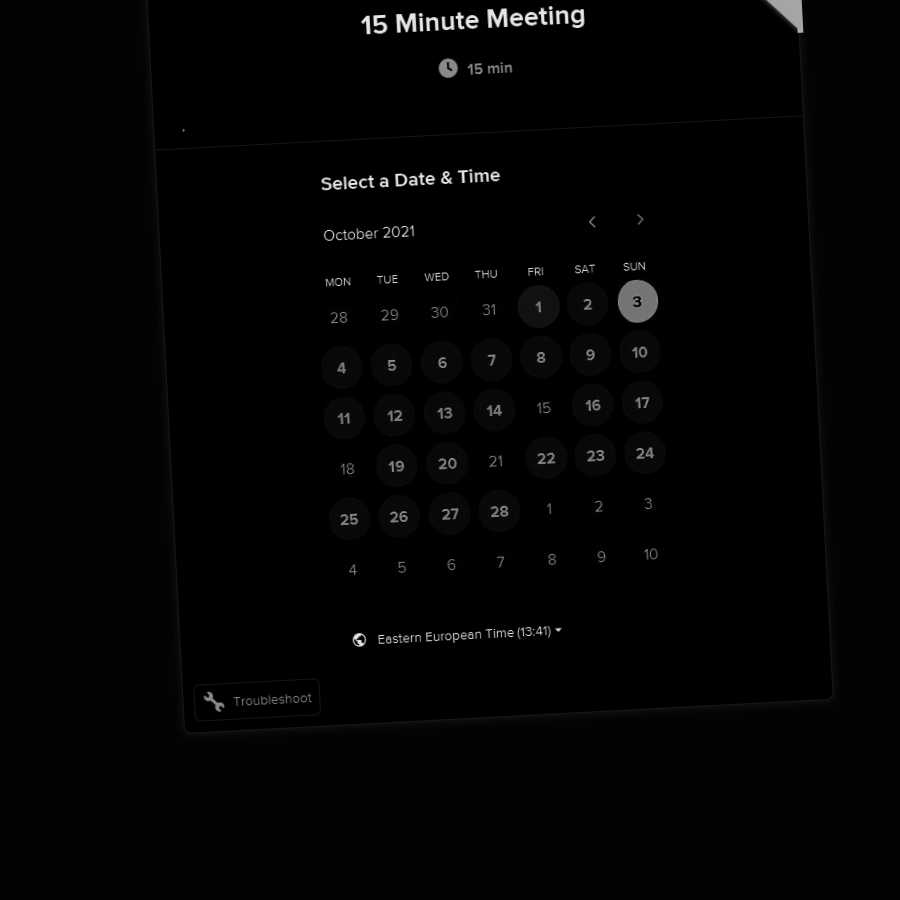 15 Minute Meeting
15 min
.
Select a Date & Time
October 2021
MON TUE WED THU FRI SAT SUN
28 29 30 31 1 2 3
4 5 6 7 8 9 10
11 12 13 14 15 16 17
18 19 20 21 22 23 24
25 26 27 28 1 2 3
4 5 6 7 8 9 10
Eastern European Time (13:41)
Troubleshoot